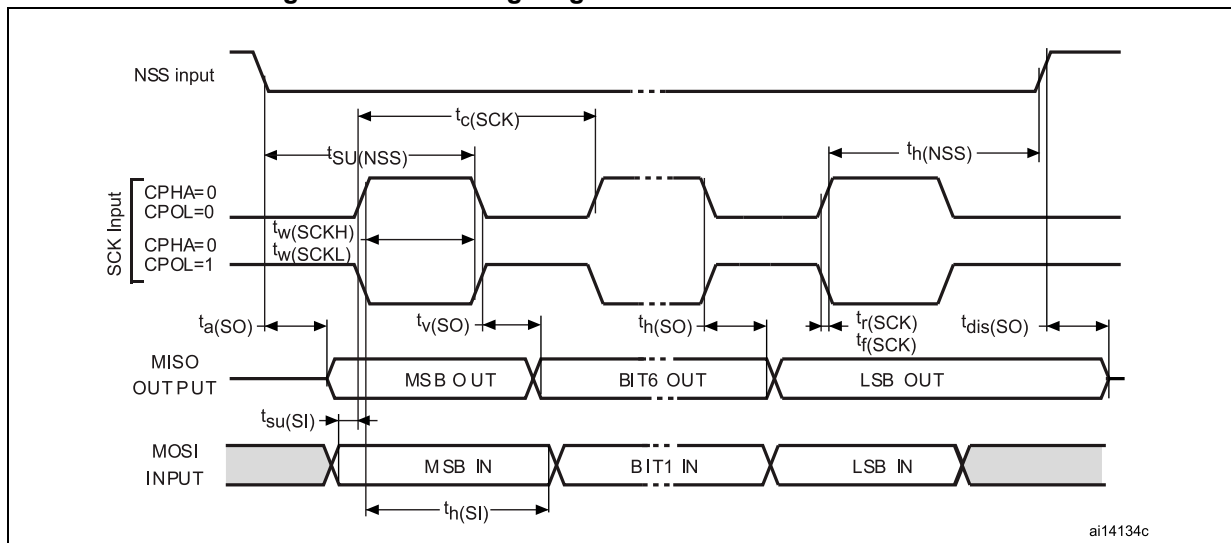 NSS input
tc(SCK)
tSU(NSS)
th(NSS)
SCK Input
CPHA=0
CPOL=0
tw(SCKH)
CPHA=0
tw(SCKL)
CPOL=1
ta(SO)
tv(SO)
th(SO)
tr(SCK)
tf(SCK)
tdis(SO)
MISO
OUTPUT
MSB OUT
BIT6 OUT
LSB OUT
tsu(SI)
MOSI
INPUT
MSB IN
BIT1 IN
LSB IN
th(SI)
ai14134c